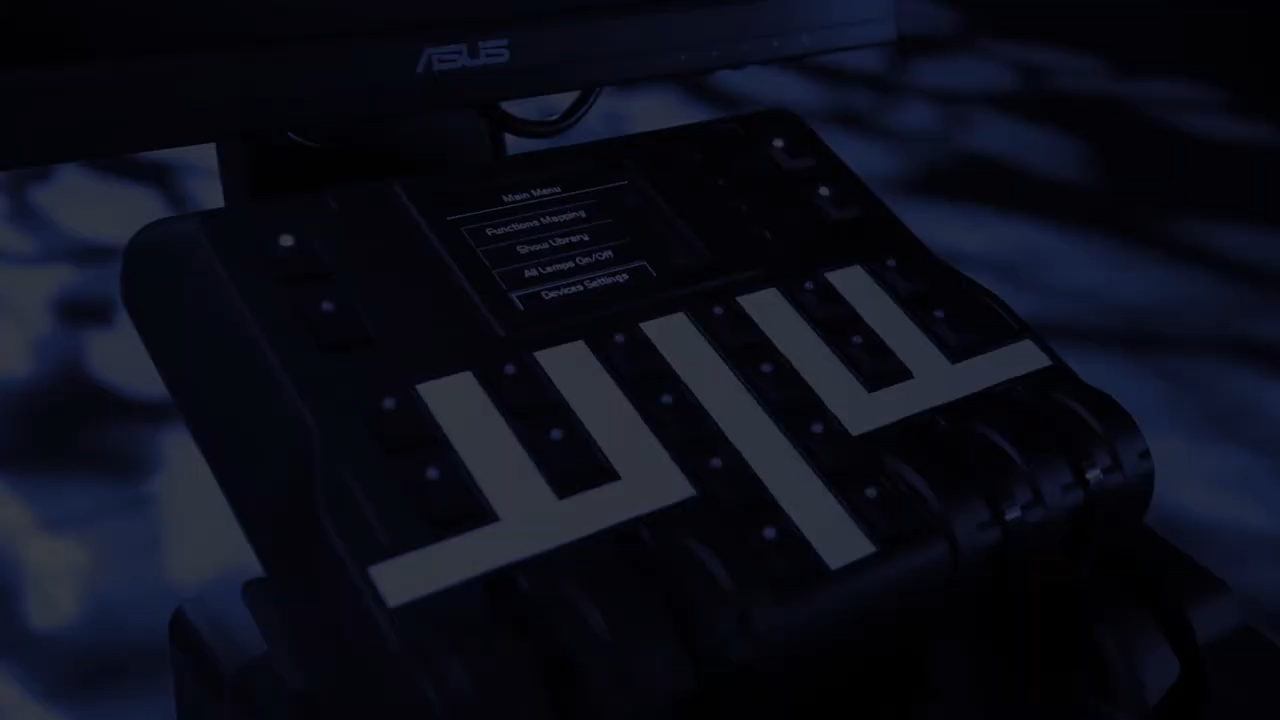 ASUS
Main Menu
Functions Mapping
Show Library
All Lamps On/Off
Devices Settings